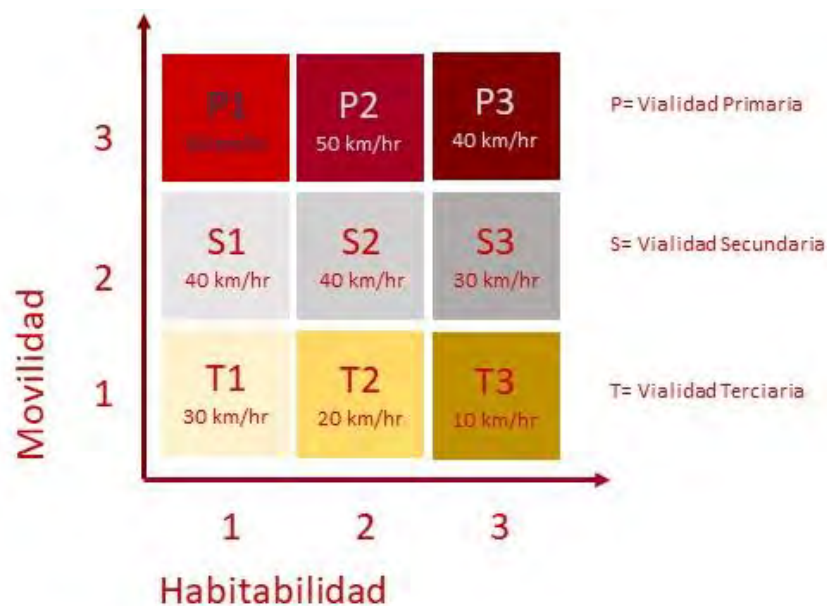 3
P1
P2
50 km/hr
P3
40 km/hr
P= Vialidad Primaria
Movilidad
2
S1
40 km/hr
S2
40 km/hr
S3
30 km/hr
S= Vialidad Secundaria
1
T1
30 km/hr
T2
20 km/hr
T3
10 km/hr
T= Vialidad Terciaria
1
2
3
Habitabilidad